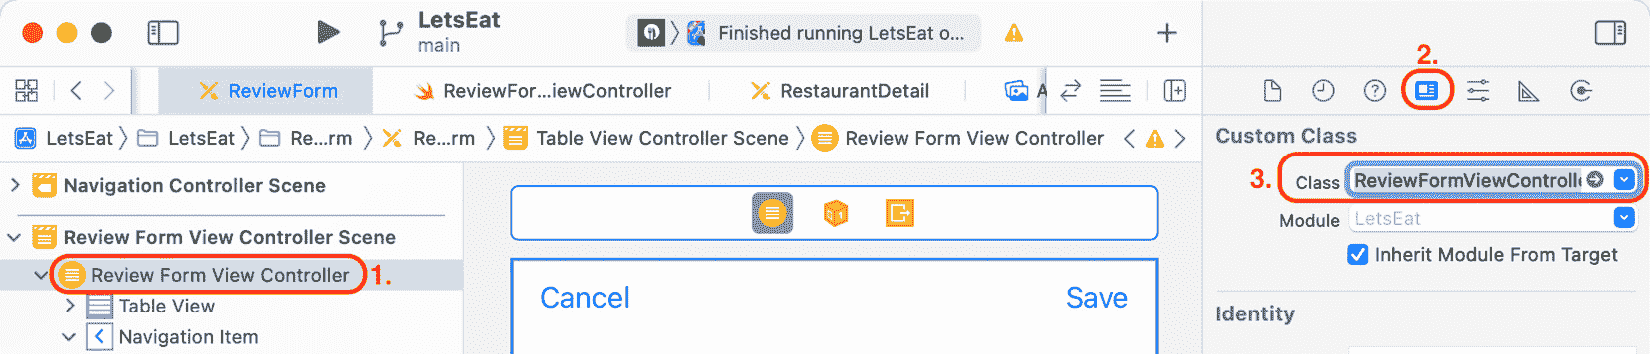 LetsEat
main
Finished running LetsEat o...
2.
ReviewForm
ReviewFor...iewController
RestaurantDetail
LetsEat
LetsEat
Re...rm
Re...rm
Table View Controller Scene
Review Form View Controller
Custom Class
3.
Class
ReviewFormViewControlle
Module
LetsEat
Inherit Module From Target
Identity
Navigation Controller Scene
Review Form View Controller Scene
Review Form View Controller
1.
Table View
Navigation Item
Cancel
Save